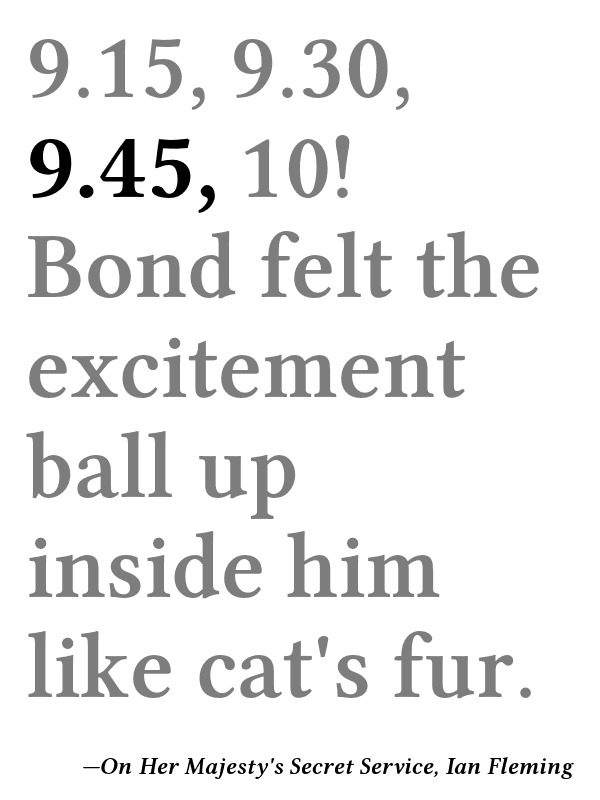 9.15, 9.30,
9.45, 10!
Bond felt the
excitement
ball up
inside him
like cat's fur.
—On Her Majesty's Secret Service, Ian Fleming